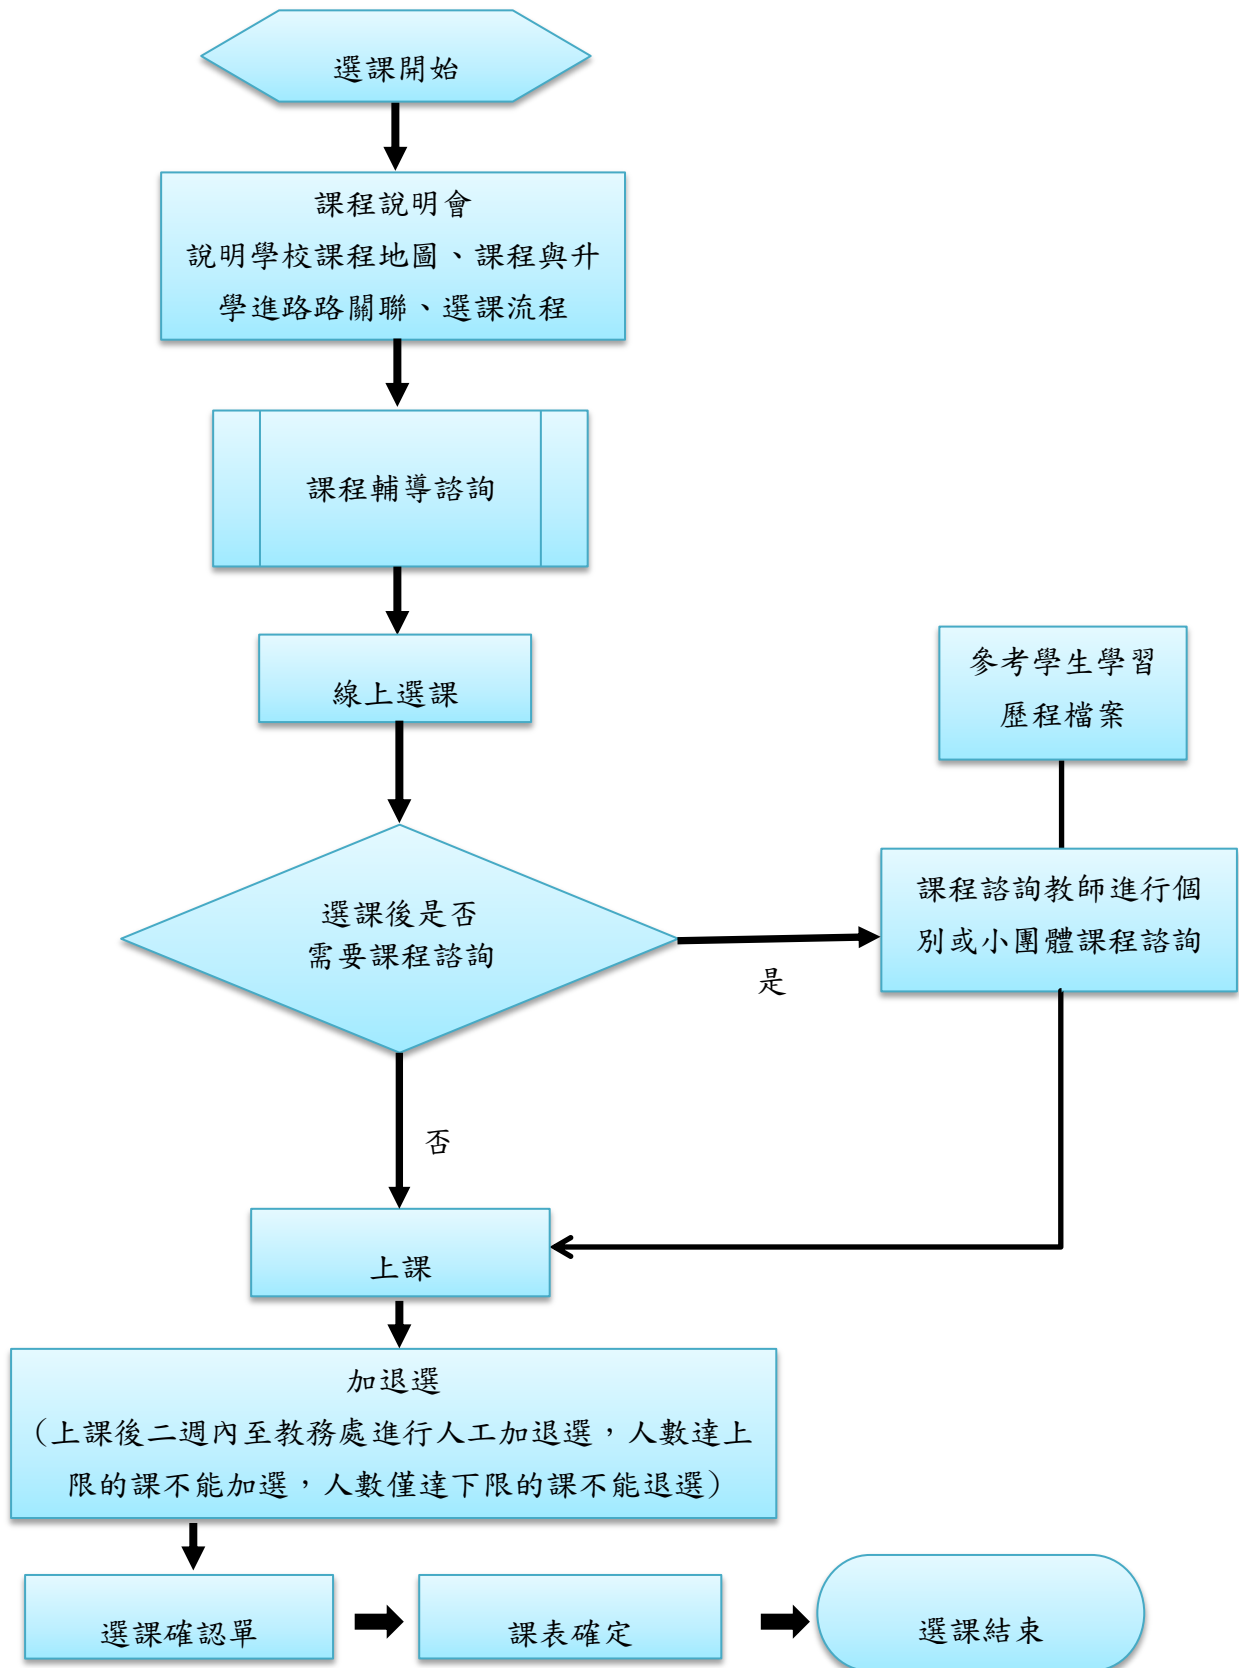 選課開始
課程說明會
說明學校課程地圖、課程與升
學進路路關聯、選課流程
課程輔導諮詢
線上選課
參考學生學習
歷程檔案
選課後是否
需要課程諮詢
是
課程諮詢教師進行個
別或小團體課程諮詢
否
上課
加退選
（上課後二週內至教務處進行人工加退選，人數達上
限的課不能加選，人數僅達下限的課不能退選）
選課確認單
課表確定
選課結束